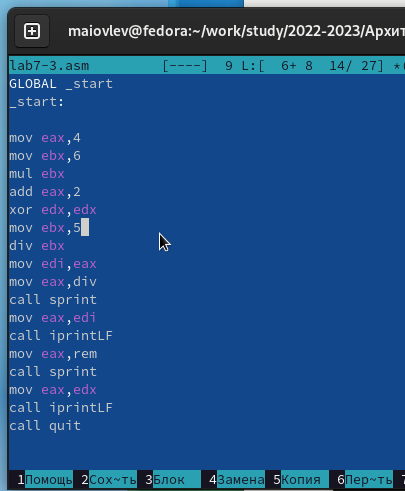 maiovlev@fedora:~/work/study/2022-2023/Архит
lab7-3.asm [----] 9 L:[ 6+ 8 14/ 27] *(
GLOBAL _start
_start:
mov eax,4
mov ebx,6
mul ebx
add eax,2
xor edx,edx
mov ebx,5
div ebx
mov edi,eax
mov eax,div
call sprint
mov eax,edi
call iprintLF
mov eax,rem
call sprint
mov eax,edx
call iprintLF
call quit
1Помощь 2Сох~ть 3Блок 4Замена 5Копия 6Пер~ть 7